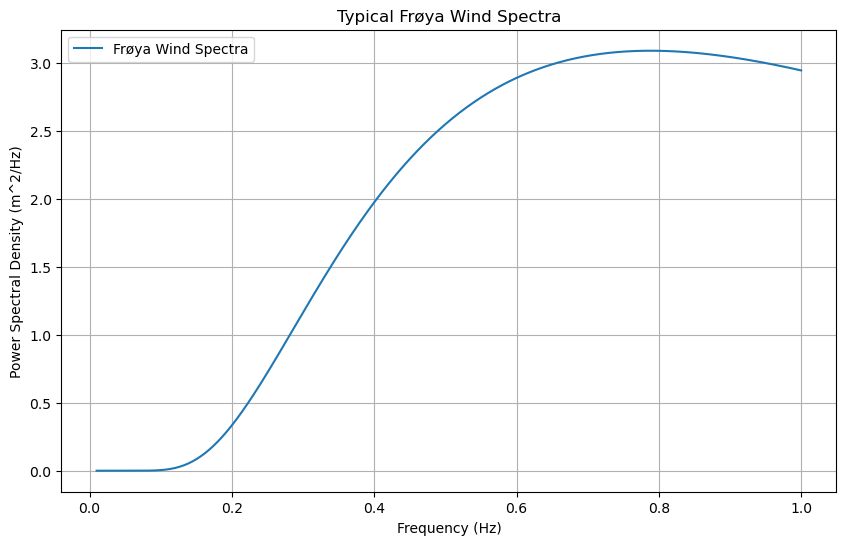 Typical Frøya Wind Spectra
Frøya Wind Spectra
Power Spectral Density (m^2/Hz)
3.0
2.5
2.0
1.5
1.0
0.5
0.0
0.0 0.2 0.4 0.6 0.8 1.0
Frequency (Hz)